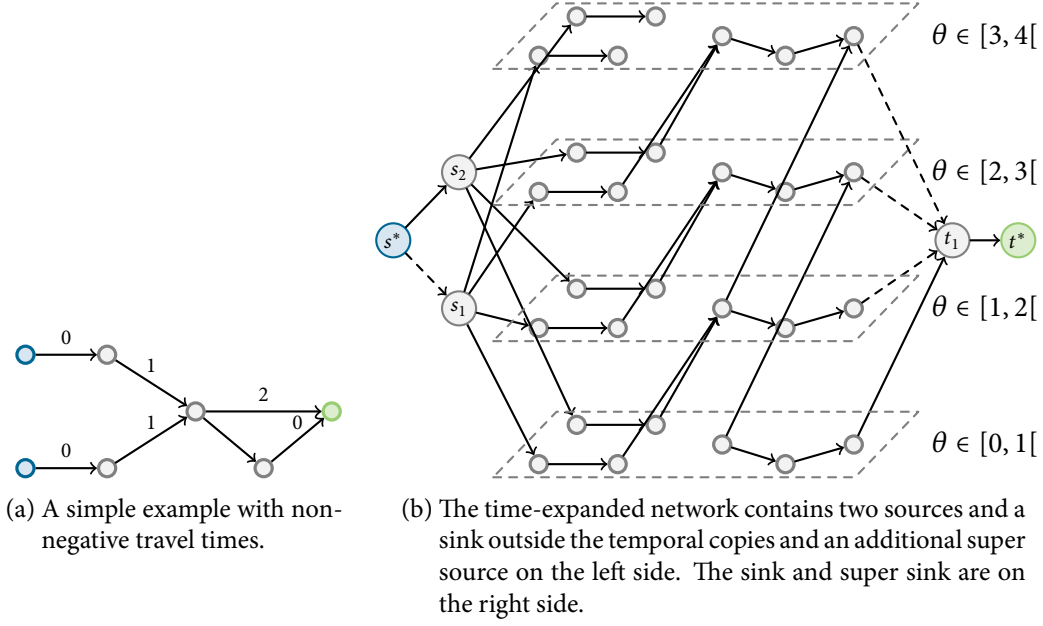 θ ∈ [3, 4[
θ ∈ [2, 3[
s₂
s* t₁ t*
s₁
θ ∈ [1, 2[
0
1
2
1
0
0
θ ∈ [0, 1[
(a) A simple example with non-
negative travel times.
(b) The time-expanded network contains two sources and a
sink outside the temporal copies and an additional super
source on the left side. The sink and super sink are on
the right side.